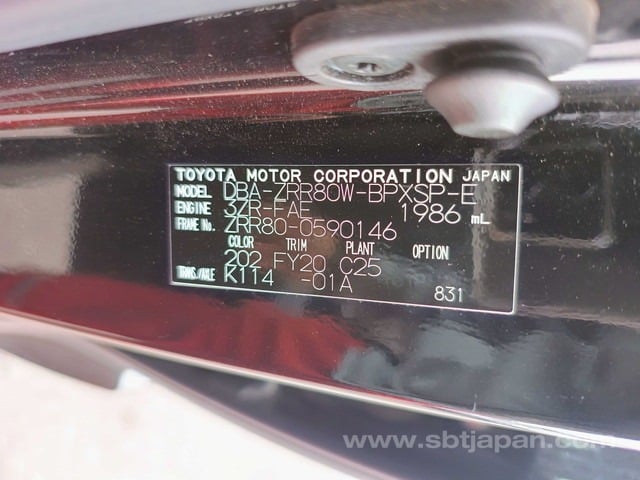 TOYOTA MOTOR CORPORATION JAPAN
MODEL DBA-ZRR80W-BPXSP-E
ENGINE 3ZR-FAE 1986 mL
FRAME No. ZRR80-0590146
COLOR TRIM PLANT OPTION
202 FY20 C25
TRANS./AXLE K114 -01A
831
www.sbtjapan.com